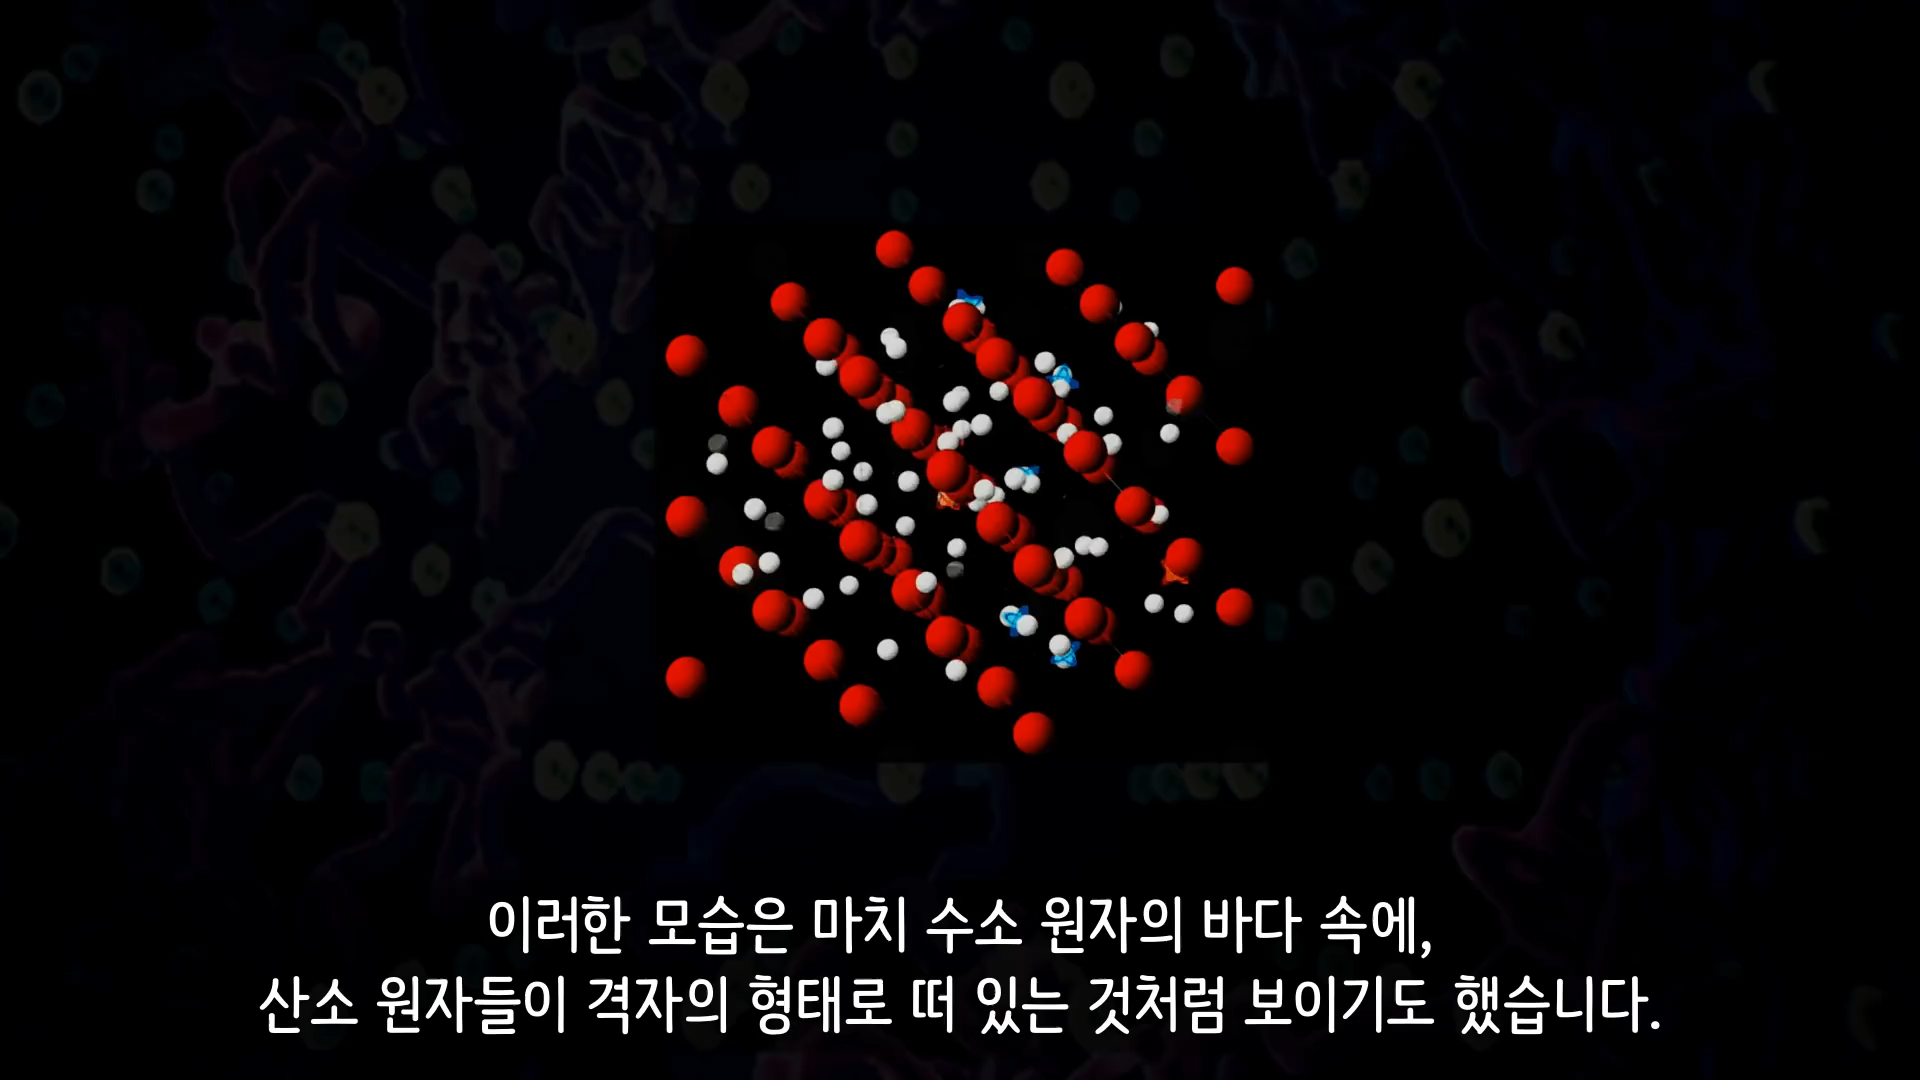 이러한 모습은 마치 수소 원자의 바다 속에,
산소 원자들이 격자의 형태로 떠 있는 것처럼 보이기도 했습니다.